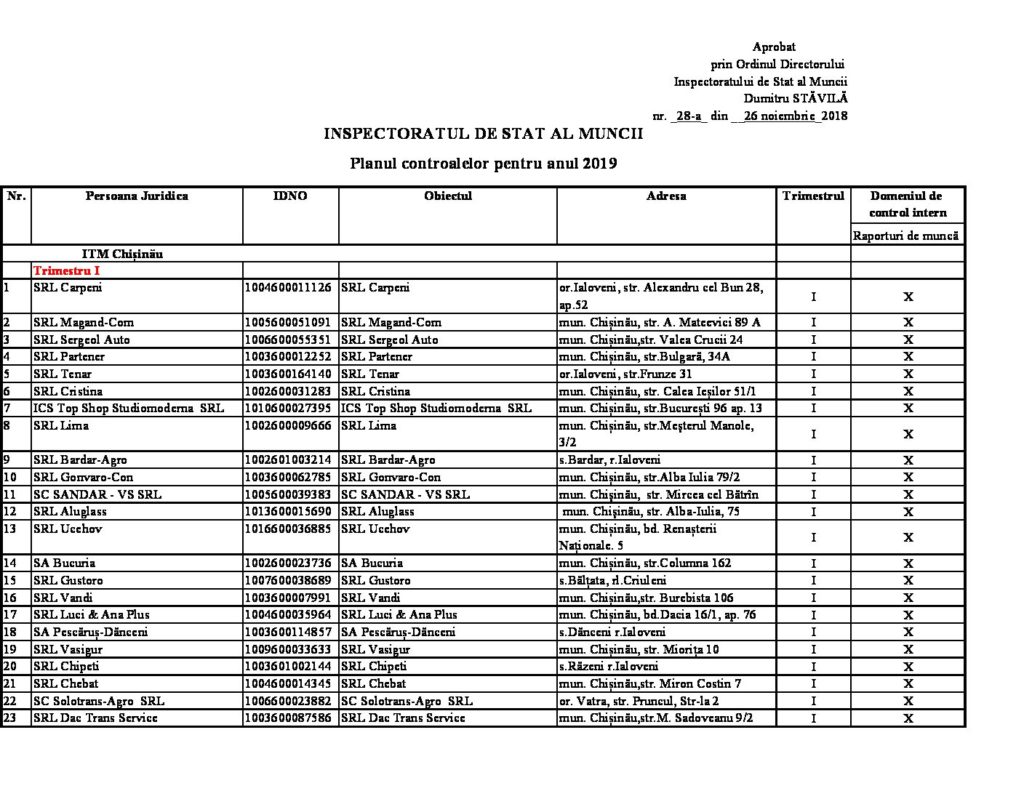 Aprobat
prin Ordinul Directorului
Inspectoratului de Stat al Muncii
Dumitru STĂVILĂ
nr. _28-a_ din __26 noiembrie_2018
INSPECTORATUL DE STAT AL MUNCII
Planul controalelor pentru anul 2019
Nr. Persoana Juridica IDNO Obiectul Adresa Trimestrul Domeniul de
control intern
Raporturi de muncă
ITM Chișinău
Trimestru I
1 SRL Carpeni 1004600011126 SRL Carpeni or.Ialoveni, str. Alexandru cel Bun 28,
ap.52 I X
2 SRL Magand-Com 1005600051091 SRL Magand-Com mun. Chișinău, str. A. Mateevici 89 A I X
3 SRL Sergeol Auto 1006600055351 SRL Sergeol Auto mun. Chișinău,str. Valea Crucii 24 I X
4 SRL Partener 1003600012252 SRL Partener mun. Chișinău, str.Bulgară, 34A I X
5 SRL Tenar 1003600164140 SRL Tenar or.Ialoveni, str.Frunze 31 I X
6 SRL Cristina 1002600031283 SRL Cristina mun. Chișinău, str. Calea Ieșilor 51/1 I X
7 ICS Top Shop Studiomoderna SRL 1010600027395 ICS Top Shop Studiomoderna SRL mun. Chișinău, str.București 96 ap. 13 I X
8 SRL Lima 1002600009666 SRL Lima mun. Chișinău, str.Meșterul Manole,
3/2 I X
9 SRL Bardar-Agro 1002601003214 SRL Bardar-Agro s.Bardar, r.Ialoveni I X
10 SRL Gonvaro-Con 1003600062785 SRL Gonvaro-Con mun. Chișinău, str.Alba Iulia 79/2 I X
11 SC SANDAR - VS SRL 1005600039383 SC SANDAR - VS SRL mun. Chișinău, str. Mircea cel Bătrîn I X
12 SRL Aluglass 1013600015690 SRL Aluglass mun. Chișinău, str. Alba-Iulia, 75 I X
13 SRL Ucehov 1016600036885 SRL Ucehov mun. Chișinău, bd. Renașterii
Naționale. 5 I X
14 SA Bucuria 1002600023736 SA Bucuria mun. Chișinău, str.Columna 162 I X
15 SRL Gustoro 1007600038689 SRL Gustoro s.Bălțata, rl.Criuleni I X
16 SRL Vandi 1003600007991 SRL Vandi mun. Chișinău,str. Burebista 106 I X
17 SRL Luci & Ana Plus 1004600035964 SRL Luci & Ana Plus mun. Chișinău, bd.Dacia 16/1, ap. 76 I X
18 SA Pescăruș-Dănceni 1003600114857 SA Pescăruș-Dănceni s.Dănceni r.Ialoveni I X
19 SRL Vasigur 1009600033633 SRL Vasigur mun. Chișinău, str. Miorița 10 I X
20 SRL Chipeti 1003601002144 SRL Chipeti s.Răzeni r.Ialoveni I X
21 SRL Chebat 1004600014345 SRL Chebat mun. Chișinău,str. Miron Costin 7 I X
22 SC Solotrans-Agro SRL 1006600023882 SC Solotrans-Agro SRL or. Vatra, str. Pruncul, Str-la 2 I X
23 SRL Dac Trans Service 1003600087586 SRL Dac Trans Service mun. Chișinău,str.M. Sadoveanu 9/2 I X